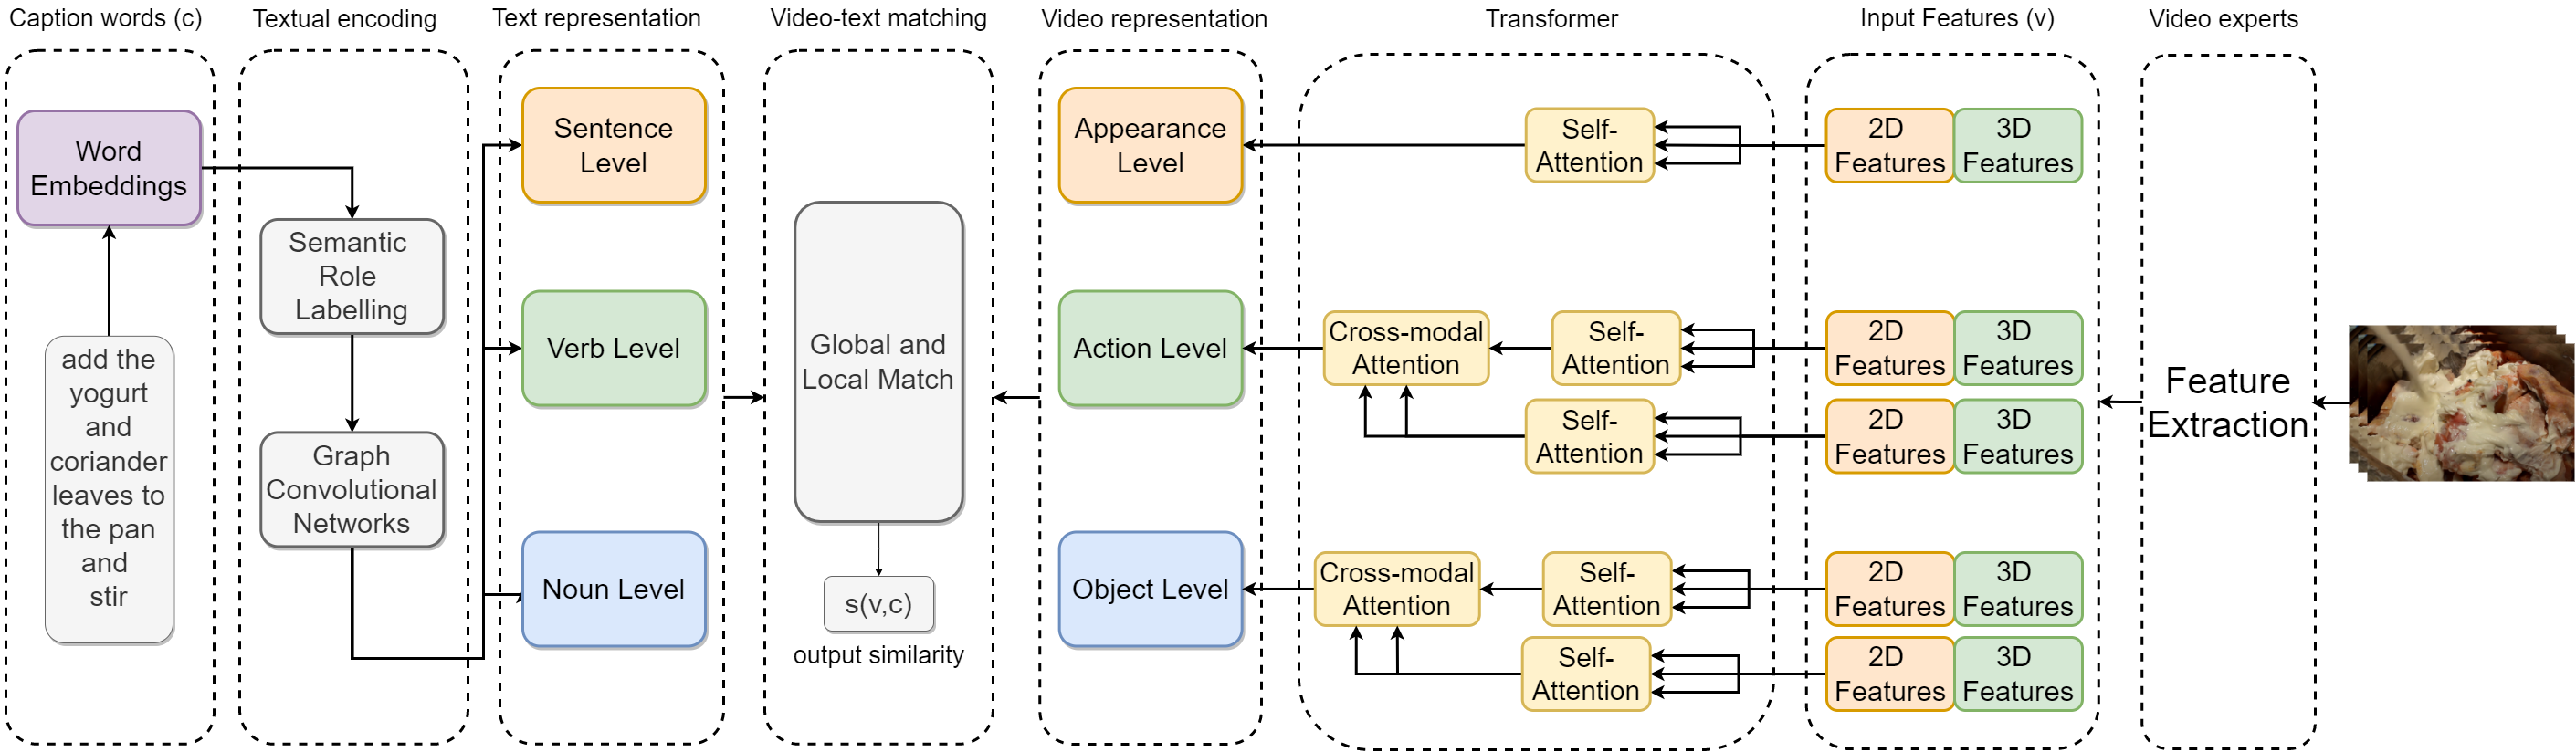 Caption words (c)
Textual encoding
Text representation
Video-text matching
Video representation
Transformer
Input Features (v)
Video experts
Word
Embeddings
add the
yogurt
and
coriander
leaves to
the pan
and
stir
Semantic
Role
Labelling
Graph
Convolutional
Networks
Sentence
Level
Verb Level
Noun Level
Global and
Local Match
s(v,c)
output similarity
Appearance
Level
Action Level
Object Level
Self-
Attention
2D
Features
3D
Features
Cross-modal
Attention
Self-
Attention
2D
Features
3D
Features
Self-
Attention
2D
Features
3D
Features
Cross-modal
Attention
Self-
Attention
2D
Features
3D
Features
Self-
Attention
2D
Features
3D
Features
Feature
Extraction